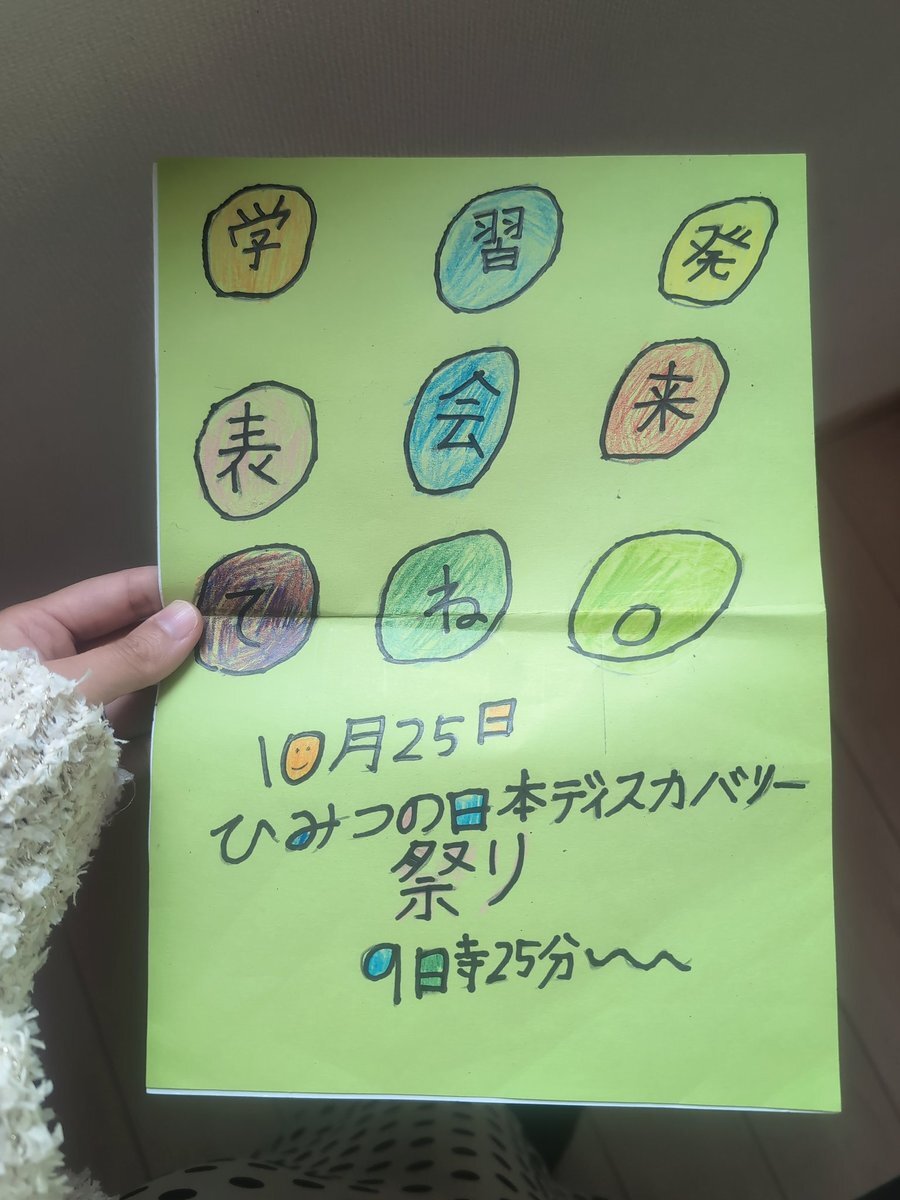 学習発
表会来
てね。
10月25日
ひみつの日本ディスカバリー
祭り
9時25分〜〜